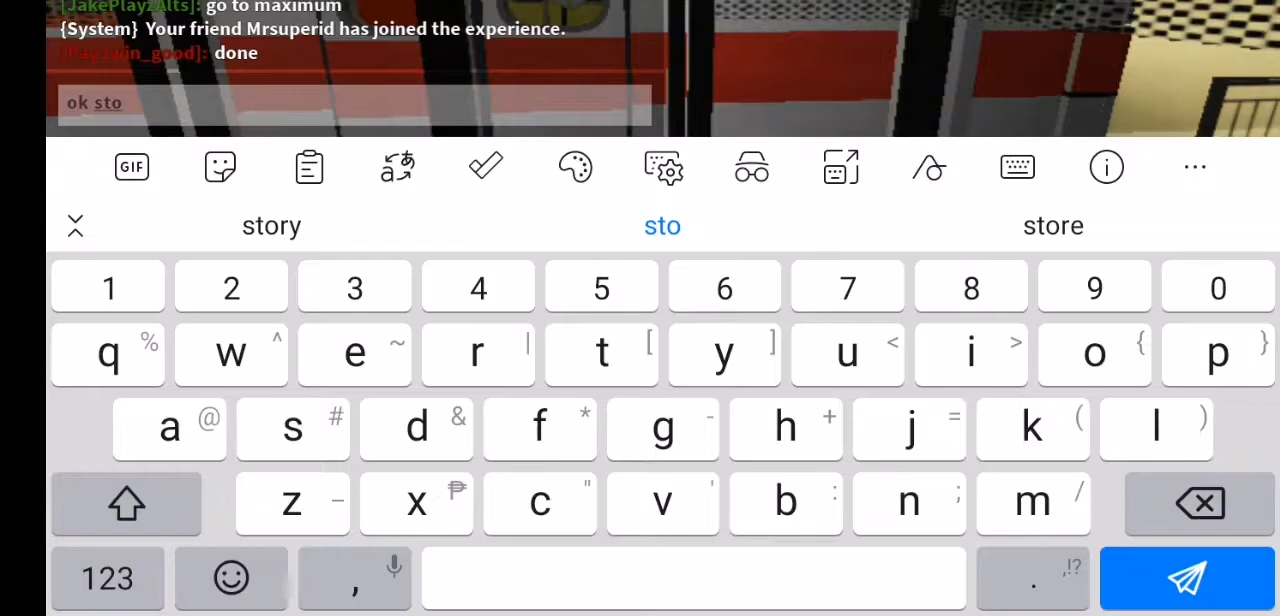 [JakePlayzAlts]: go to maximum
{System} Your friend Mrsuperid has joined the experience.
done
ok sto
GIF
story sto store
1 2 3 4 5 6 7 8 9 0
q % w ^ e ~ r | t [ y ] u < i > o { p }
a @ s # d & f * g - h + j = k ( l )
z _ x ₱ c " v ' b : n ; m /
123 , . ,!?